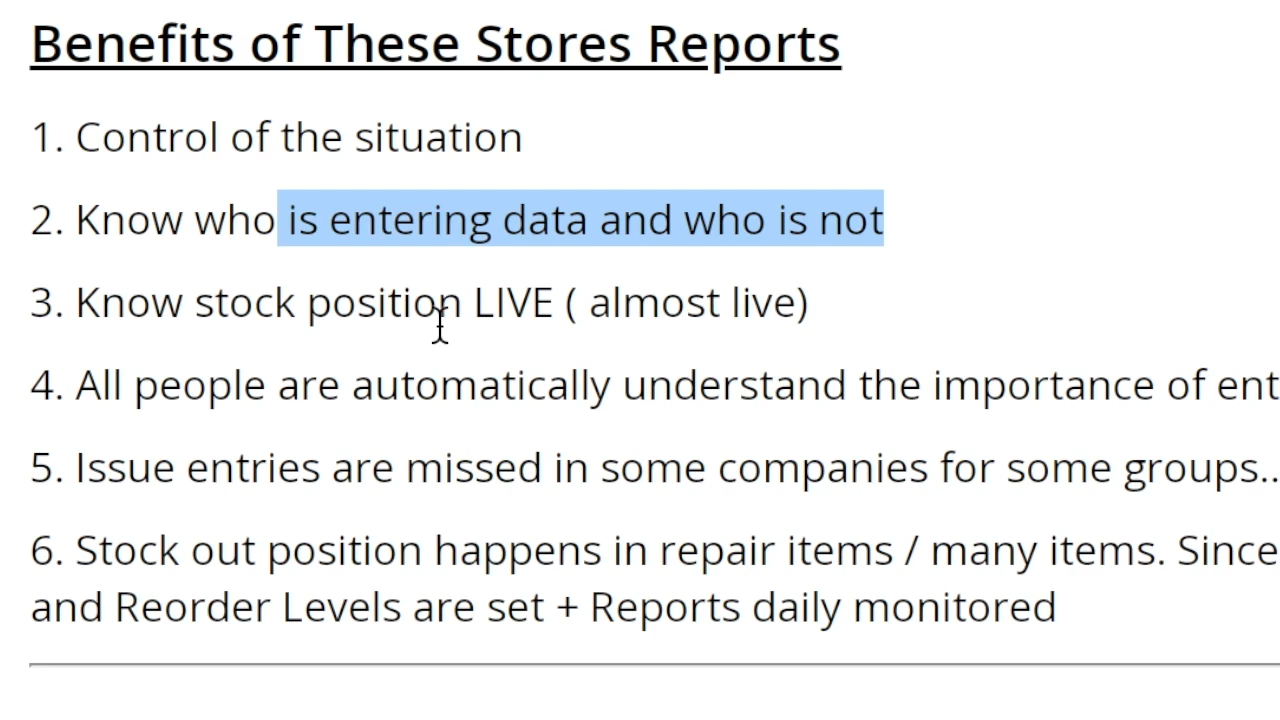 Benefits of These Stores Reports
1. Control of the situation
2. Know who is entering data and who is not
3. Know stock position LIVE ( almost live)
4. All people are automatically understand the importance of ent
5. Issue entries are missed in some companies for some groups..
6. Stock out position happens in repair items / many items. Since
and Reorder Levels are set + Reports daily monitored